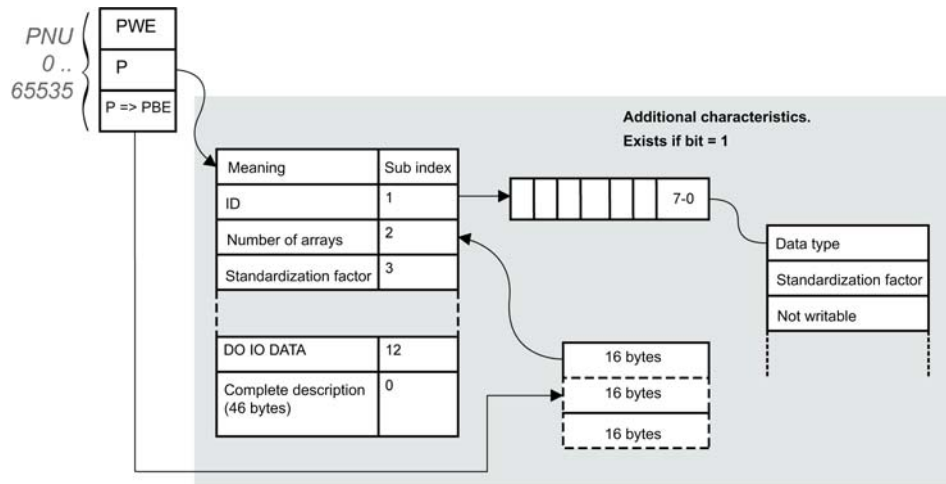 PNU
0 ..
65535
PWE
P
P => PBE
Additional characteristics.
Exists if bit = 1
Meaning Sub index
ID 1
Number of arrays 2
Standardization factor 3
DO IO DATA 12
Complete description 0
(46 bytes)
7-0
Data type
Standardization factor
Not writable
16 bytes
16 bytes
16 bytes